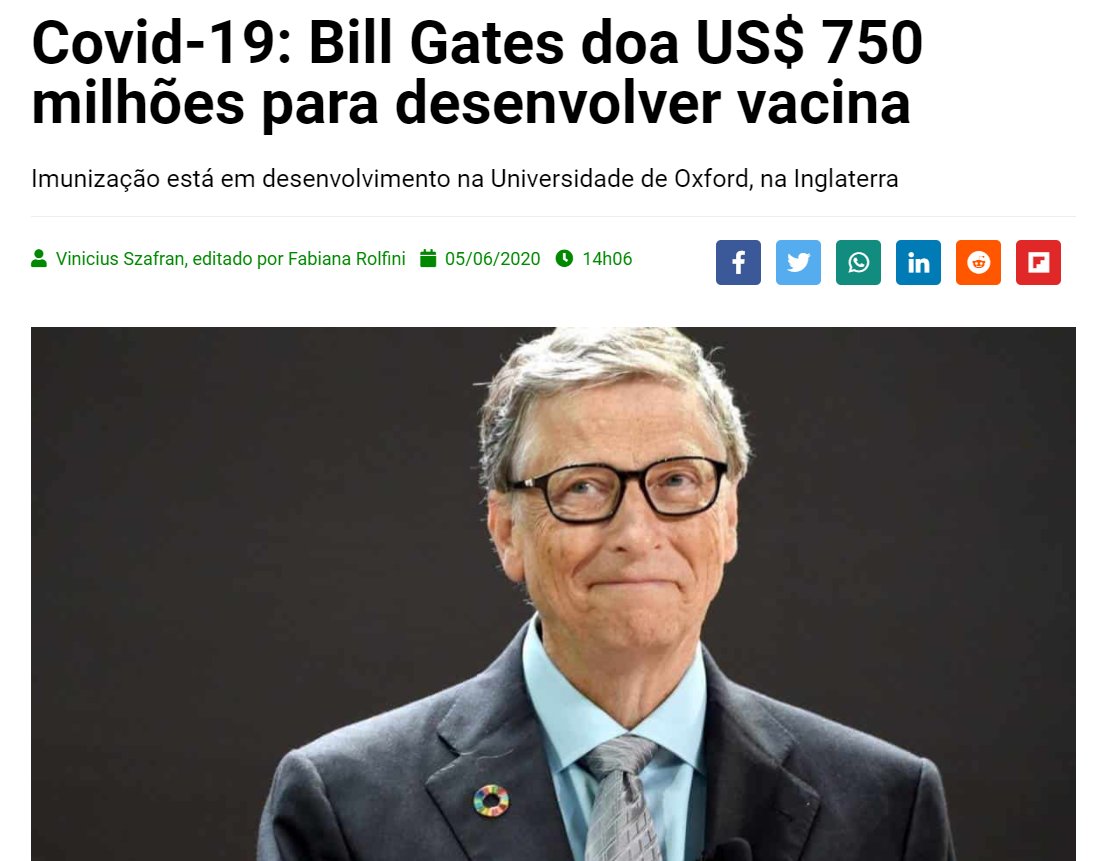 Covid-19: Bill Gates doa US$ 750
milhões para desenvolver vacina
Imunização está em desenvolvimento na Universidade de Oxford, na Inglaterra
Vinicius Szafran, editado por Fabiana Rolfini 05/06/2020 14h06